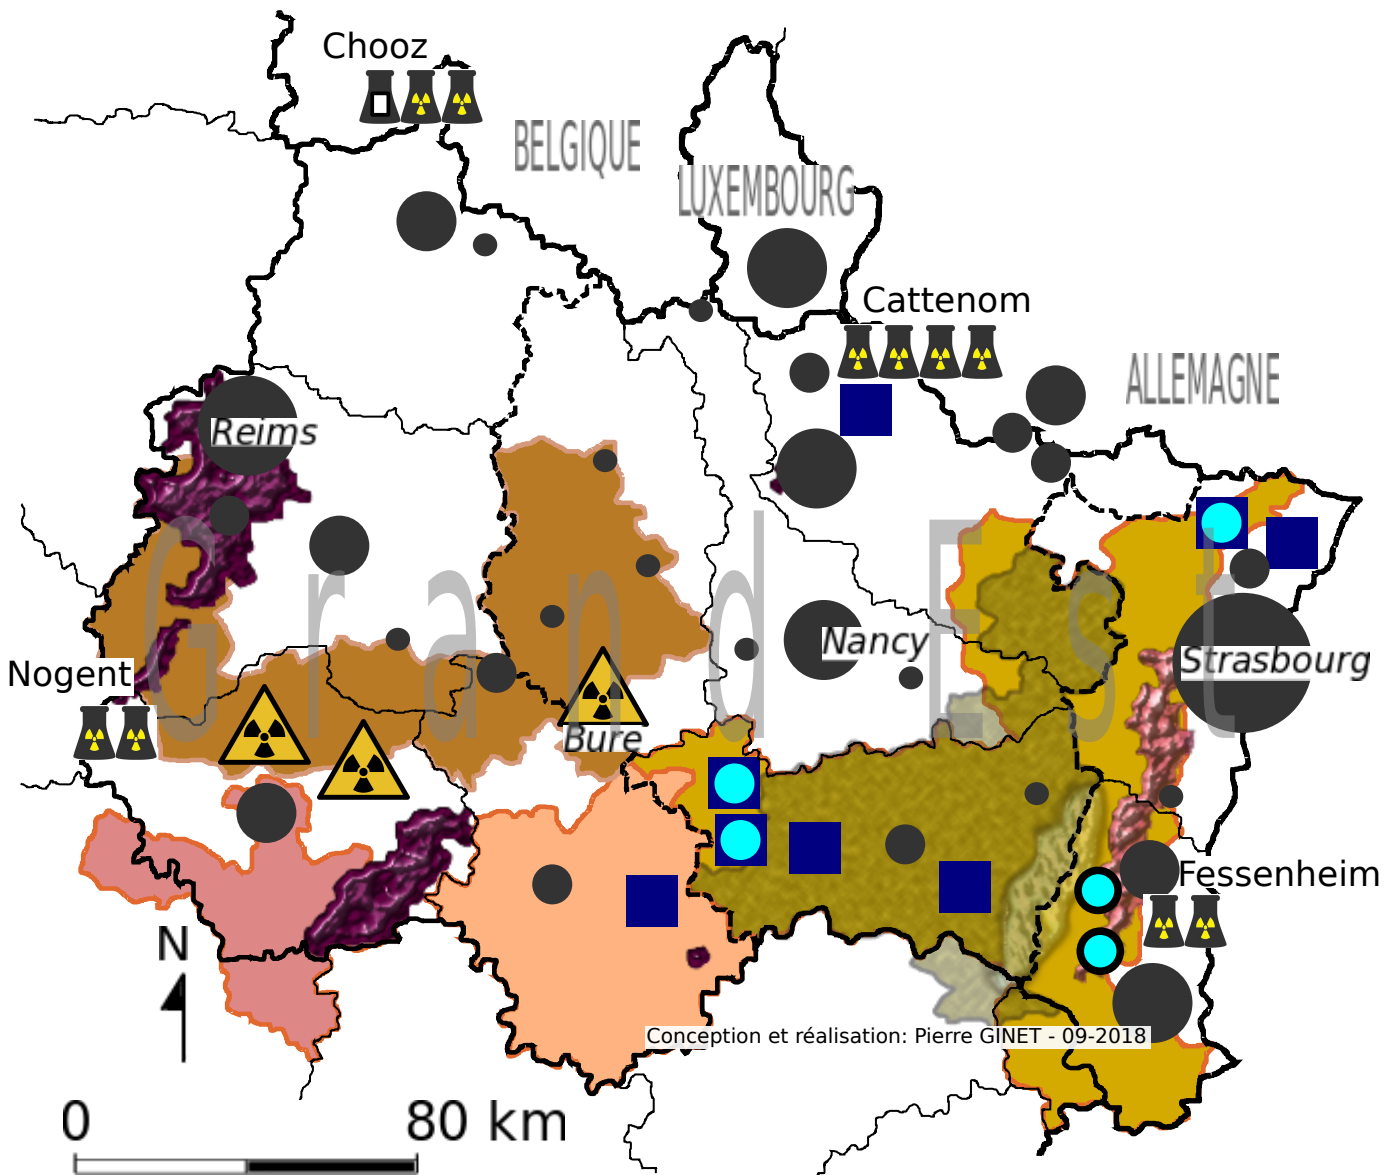 Chooz
BELGIQUE
LUXEMBOURG
Cattenom
ALLEMAGNE
Reims
Grand Est
Nancy
Strasbourg
Nogent
Bure
Fessenheim
N
Conception et réalisation: Pierre GINET - 09-2018
0 80 km